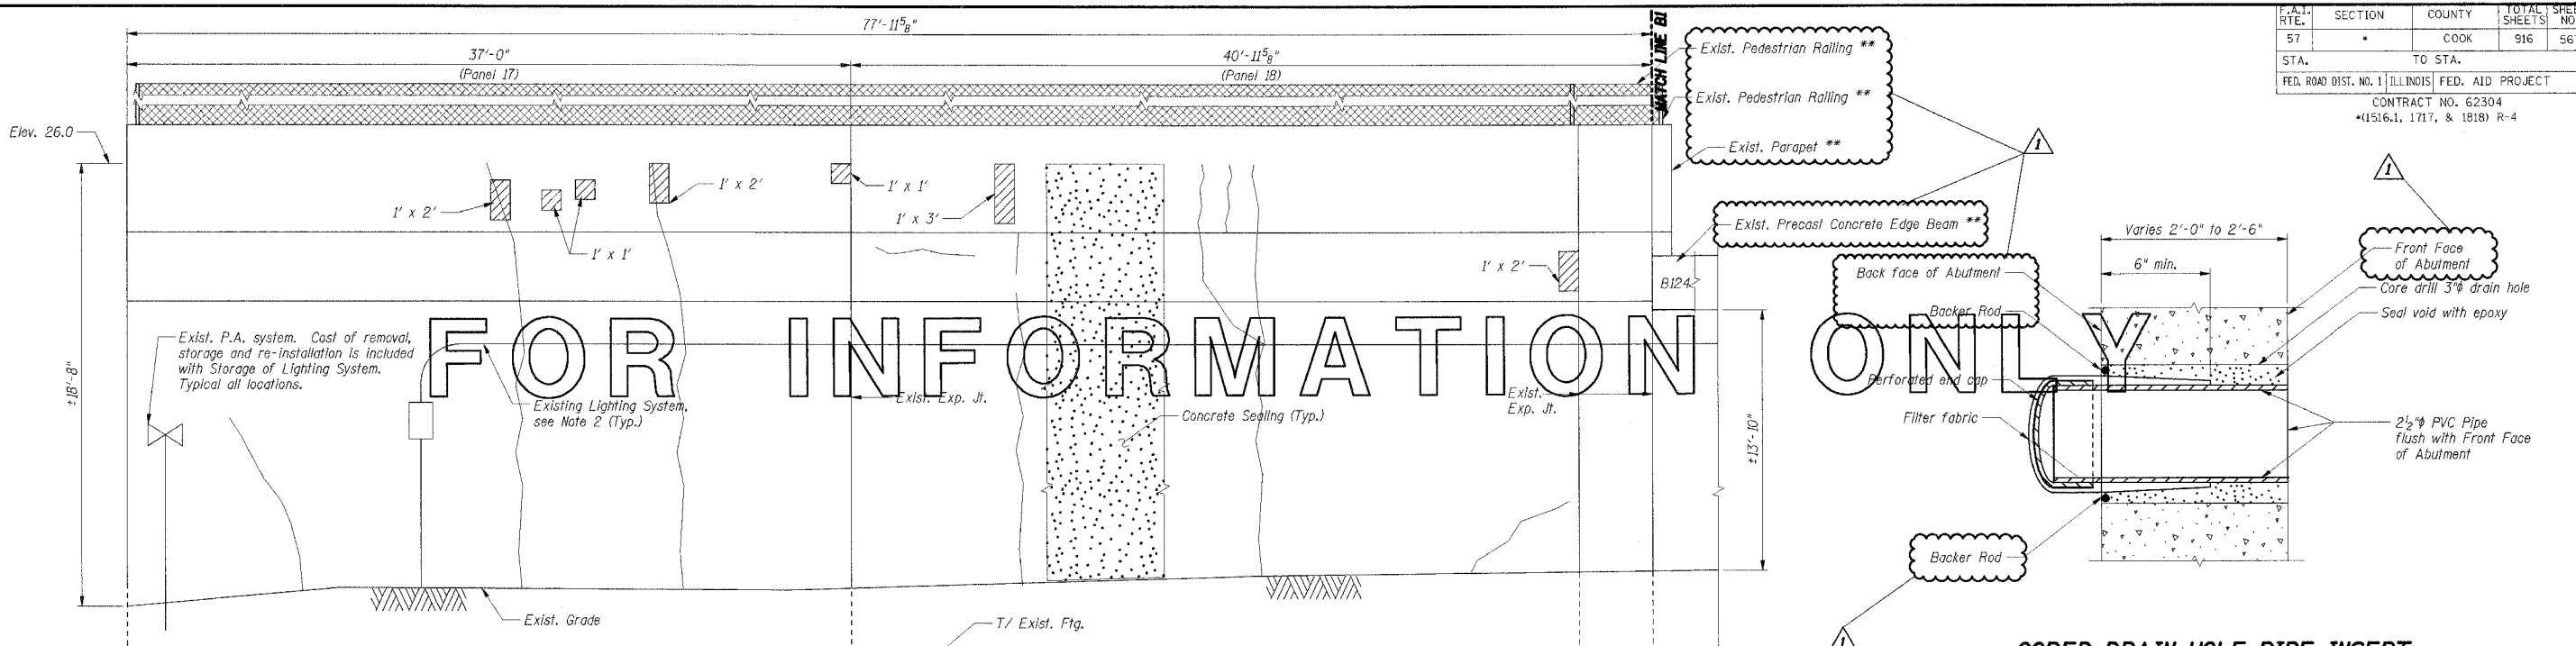 F.A.I. RTE. SECTION COUNTY TOTAL SHEETS
57 * COOK 916
STA. TO STA.
FED. ROAD DIST. NO. 1 ILLINOIS FED. AID PROJECT
CONTRACT NO. 62304
*(1516.1, 1717, & 1818) R-4
77'-11⅝"
37'-0"
(Panel 17)
40'-11⅝"
(Panel 18)
MATCH LINE B1
Exist. Pedestrian Railing **
Exist. Pedestrian Railing **
Exist. Parapet **
1
Elev. 26.0
1' x 2'
1' x 1'
1' x 2'
1' x 1'
1' x 3'
1' x 2'
Exist. Precast Concrete Edge Beam **
B124
±18'-8"
±13'-10"
Exist. P.A. system. Cost of removal,
storage and re-installation is included
with Storage of Lighting System.
Typical all locations.
FOR INFORMATION ONLY
Existing Lighting System,
see Note 2 (Typ.)
Exist. Exp. Jt.
Concrete Sealing (Typ.)
Exist.
Exp. Jt.
Exist. Grade
T/ Exist. Ftg.
1
Varies 2'-0" to 2'-6"
6" min.
Front Face
of Abutment
Back face of Abutment
Core drill 3"φ drain hole
Backer Rod
Seal void with epoxy
Perforated end cap
Filter fabric
2½"φ PVC Pipe
flush with Front Face
of Abutment
Backer Rod
1
CORED DRAIN HOLE PIPE INSERT